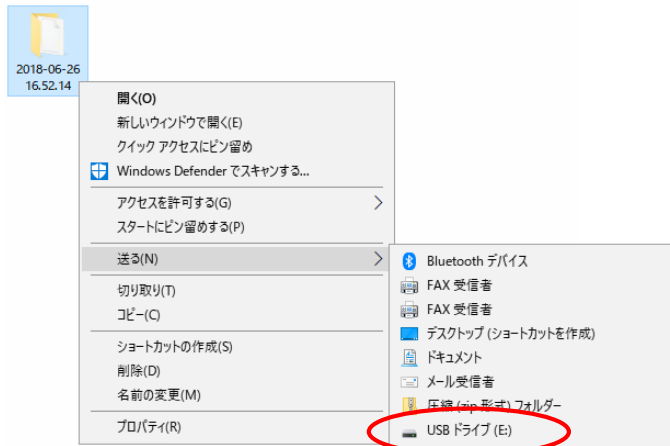 2018-06-26
16.52.14
開く(O)
新しいウィンドウで開く(E)
クイック アクセスにピン留め
Windows Defender でスキャンする...
アクセスを許可する(G)
スタートにピン留めする(P)
送る(N)
切り取り(T)
コピー(C)
ショートカットの作成(S)
削除(D)
名前の変更(M)
プロパティ(R)
Bluetooth デバイス
FAX 受信者
FAX 受信者
デスクトップ (ショートカットを作成)
ドキュメント
メール受信者
圧縮 (zip 形式) フォルダー
USB ドライブ (E:)